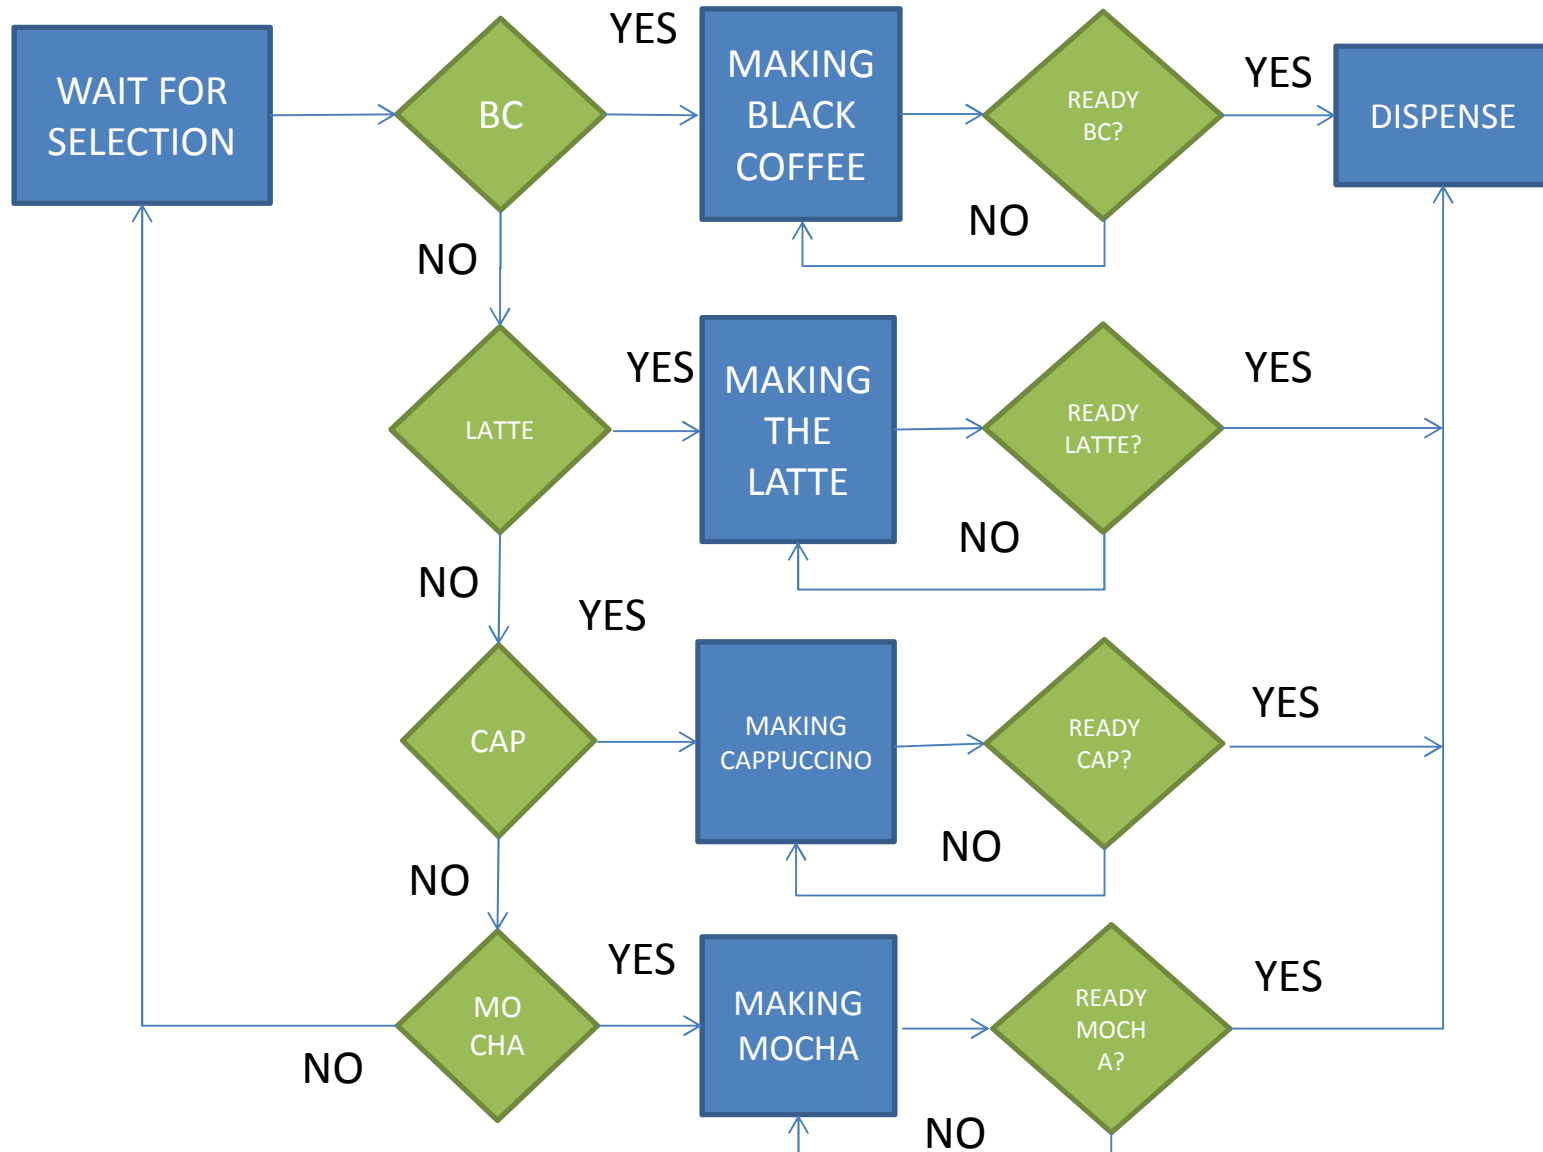 WAIT FOR
SELECTION
BC
YES
MAKING
BLACK
COFFEE
READY
BC?
YES
DISPENSE
NO
NO
LATTE
YES
MAKING
THE
LATTE
READY
LATTE?
YES
NO
NO
CAP
YES
MAKING
CAPPUCCINO
READY
CAP?
YES
NO
NO
MO
CHA
YES
MAKING
MOCHA
READY
MOCH
A?
YES
NO
NO